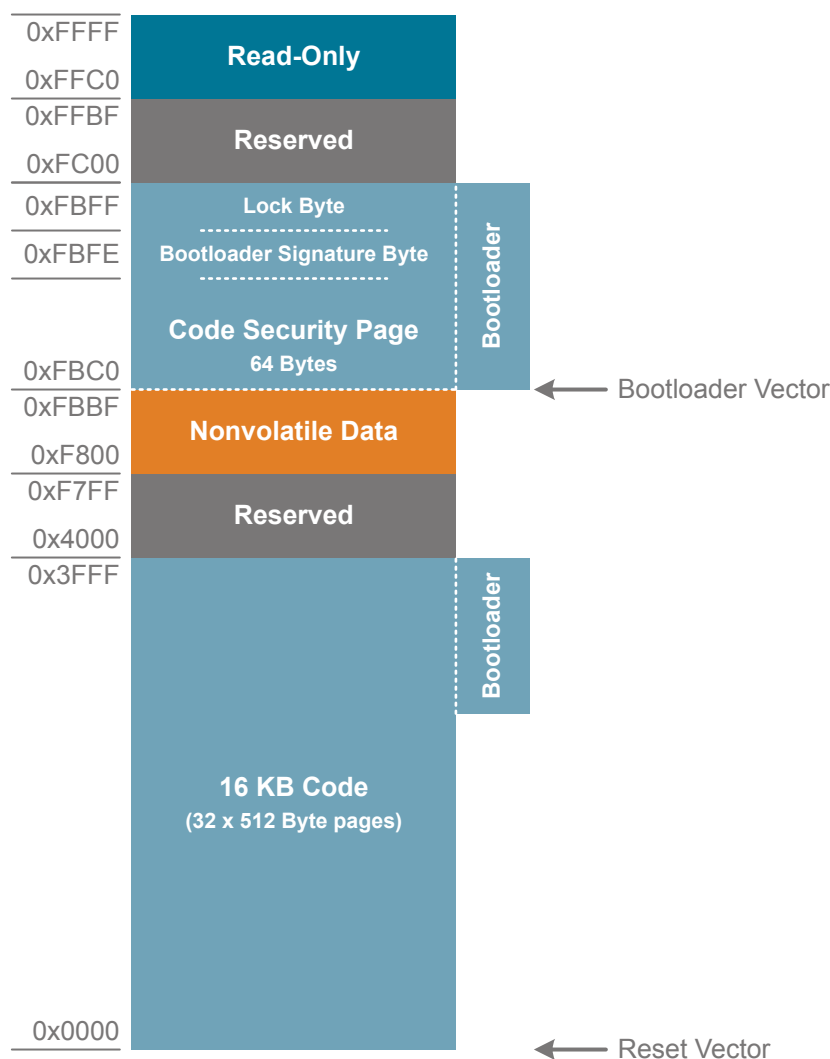 0xFFFF
Read-Only
0xFFC0
0xFFBF
Reserved
0xFC00
0xFBFF
Lock Byte
0xFBFE
Bootloader Signature Byte
Bootloader
Code Security Page
64 Bytes
0xFBC0
Bootloader Vector
0xFBBF
Nonvolatile Data
0xF800
0xF7FF
Reserved
0x4000
0x3FFF
Bootloader
16 KB Code
(32 x 512 Byte pages)
0x0000
Reset Vector